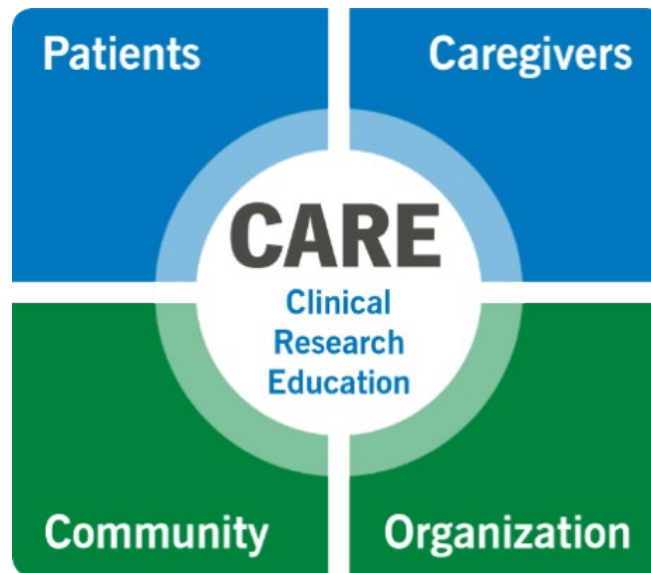 Patients
Caregivers
CARE
Clinical
Research
Education
Community
Organization